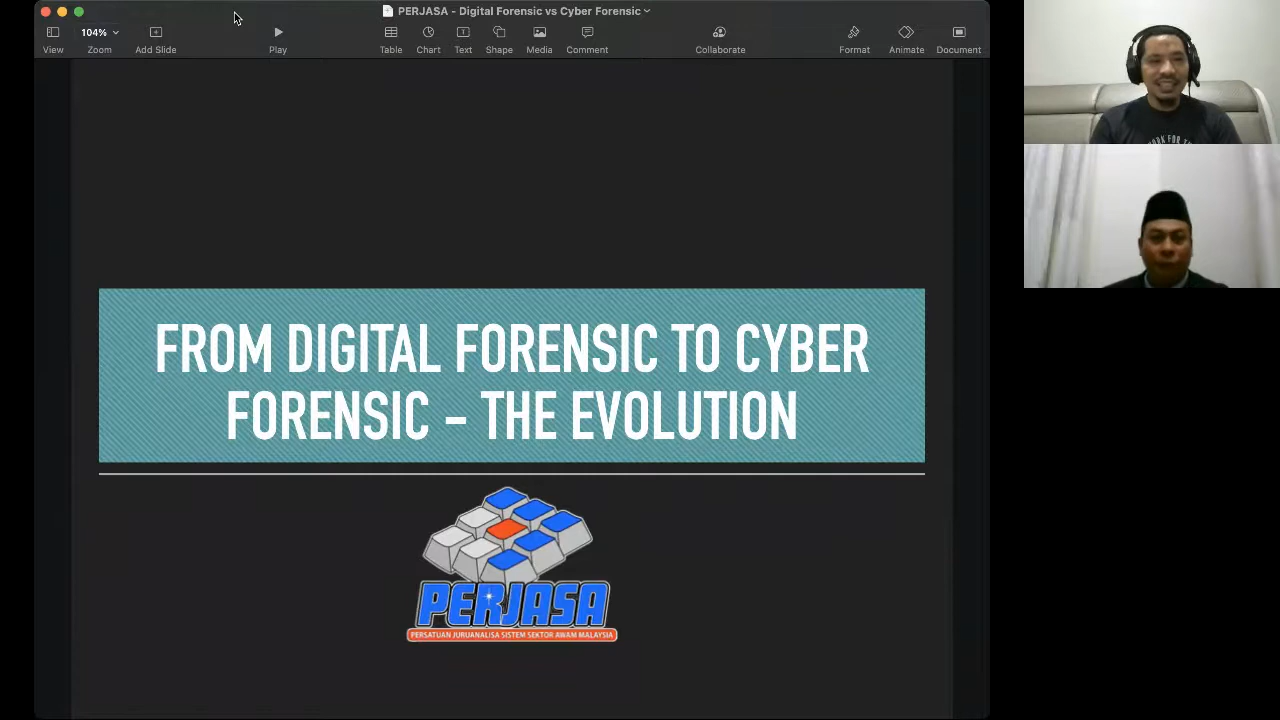 PERJASA - Digital Forensic vs Cyber Forensic
104%
View
Zoom
Add Slide
Play
Table
Chart
Text
Shape
Media
Comment
Collaborate
Format
Animate
Document
FROM DIGITAL FORENSIC TO CYBER
FORENSIC – THE EVOLUTION
PERJASA
PERSATUAN JURUANALISA SISTEM SEKTOR AWAM MALAYSIA